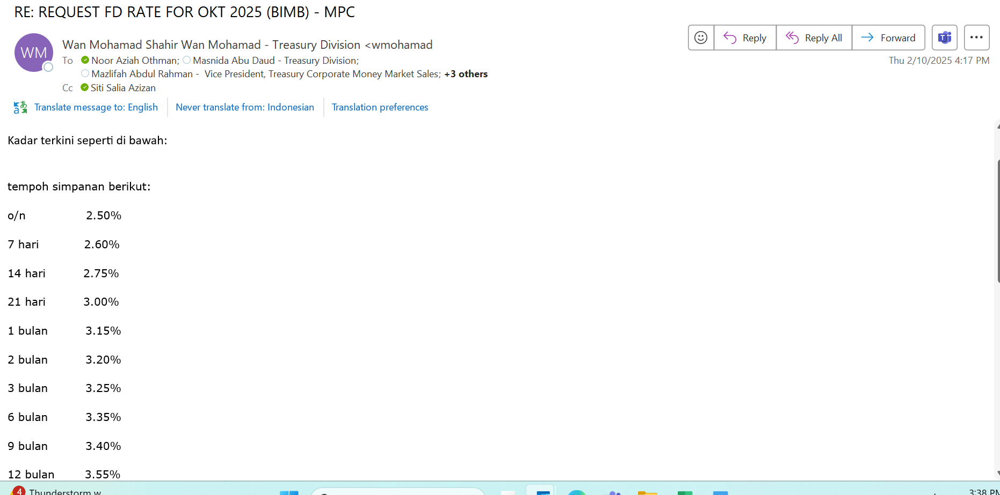 RE: REQUEST FD RATE FOR OKT 2025 (BIMB) - MPC
WM
Wan Mohamad Shahir Wan Mohamad - Treasury Division <wmohamad
Reply
Reply All
Forward
To Noor Aziah Othman; Masnida Abu Daud - Treasury Division;
Thu 2/10/2025 4:17 PM
Mazlifah Abdul Rahman - Vice President, Treasury Corporate Money Market Sales; +3 others
Cc Siti Salia Azizan
Translate message to: English
Never translate from: Indonesian
Translation preferences
Kadar terkini seperti di bawah:
tempoh simpanan berikut:
o/n 2.50%
7 hari 2.60%
14 hari 2.75%
21 hari 3.00%
1 bulan 3.15%
2 bulan 3.20%
3 bulan 3.25%
6 bulan 3.35%
9 bulan 3.40%
12 bulan 3.55%
4 Thunderstorm w
3:38 PM